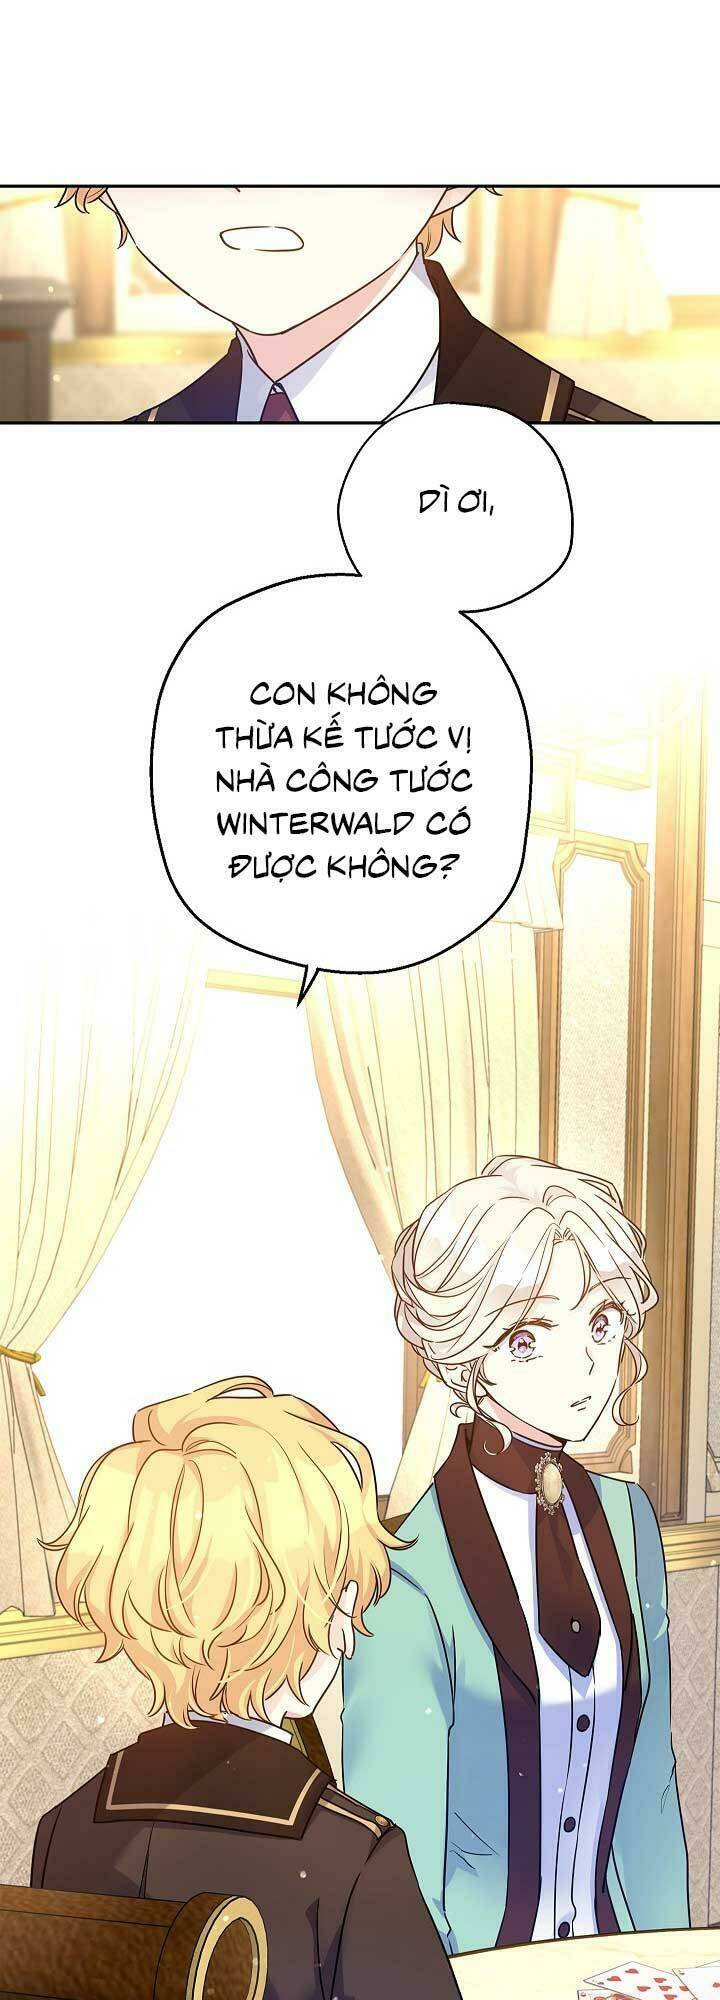 DÌ ƠI,
CON KHÔNG
THỪA KẾ TƯỚC VỊ
NHÀ CÔNG TƯỚC
WINTERWALD CÓ
ĐƯỢC KHÔNG?